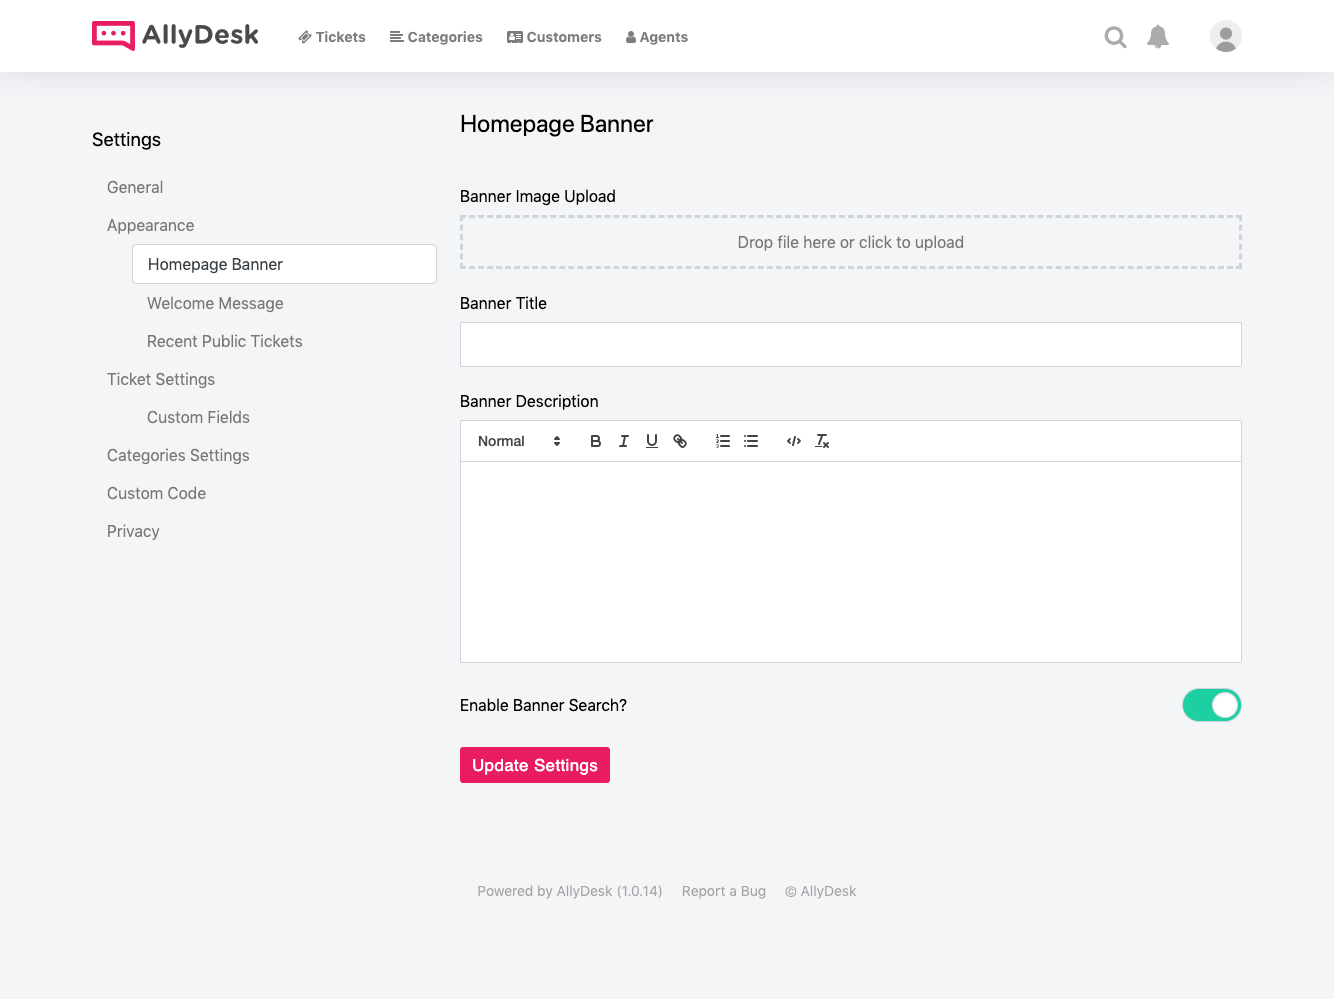 AllyDesk
Tickets
Categories
Customers
Agents
Settings
General
Appearance
Homepage Banner
Welcome Message
Recent Public Tickets
Ticket Settings
Custom Fields
Categories Settings
Custom Code
Privacy
Homepage Banner
Banner Image Upload
Drop file here or click to upload
Banner Title
Banner Description
Normal
Enable Banner Search?
Update Settings
Powered by AllyDesk (1.0.14)
Report a Bug
© AllyDesk